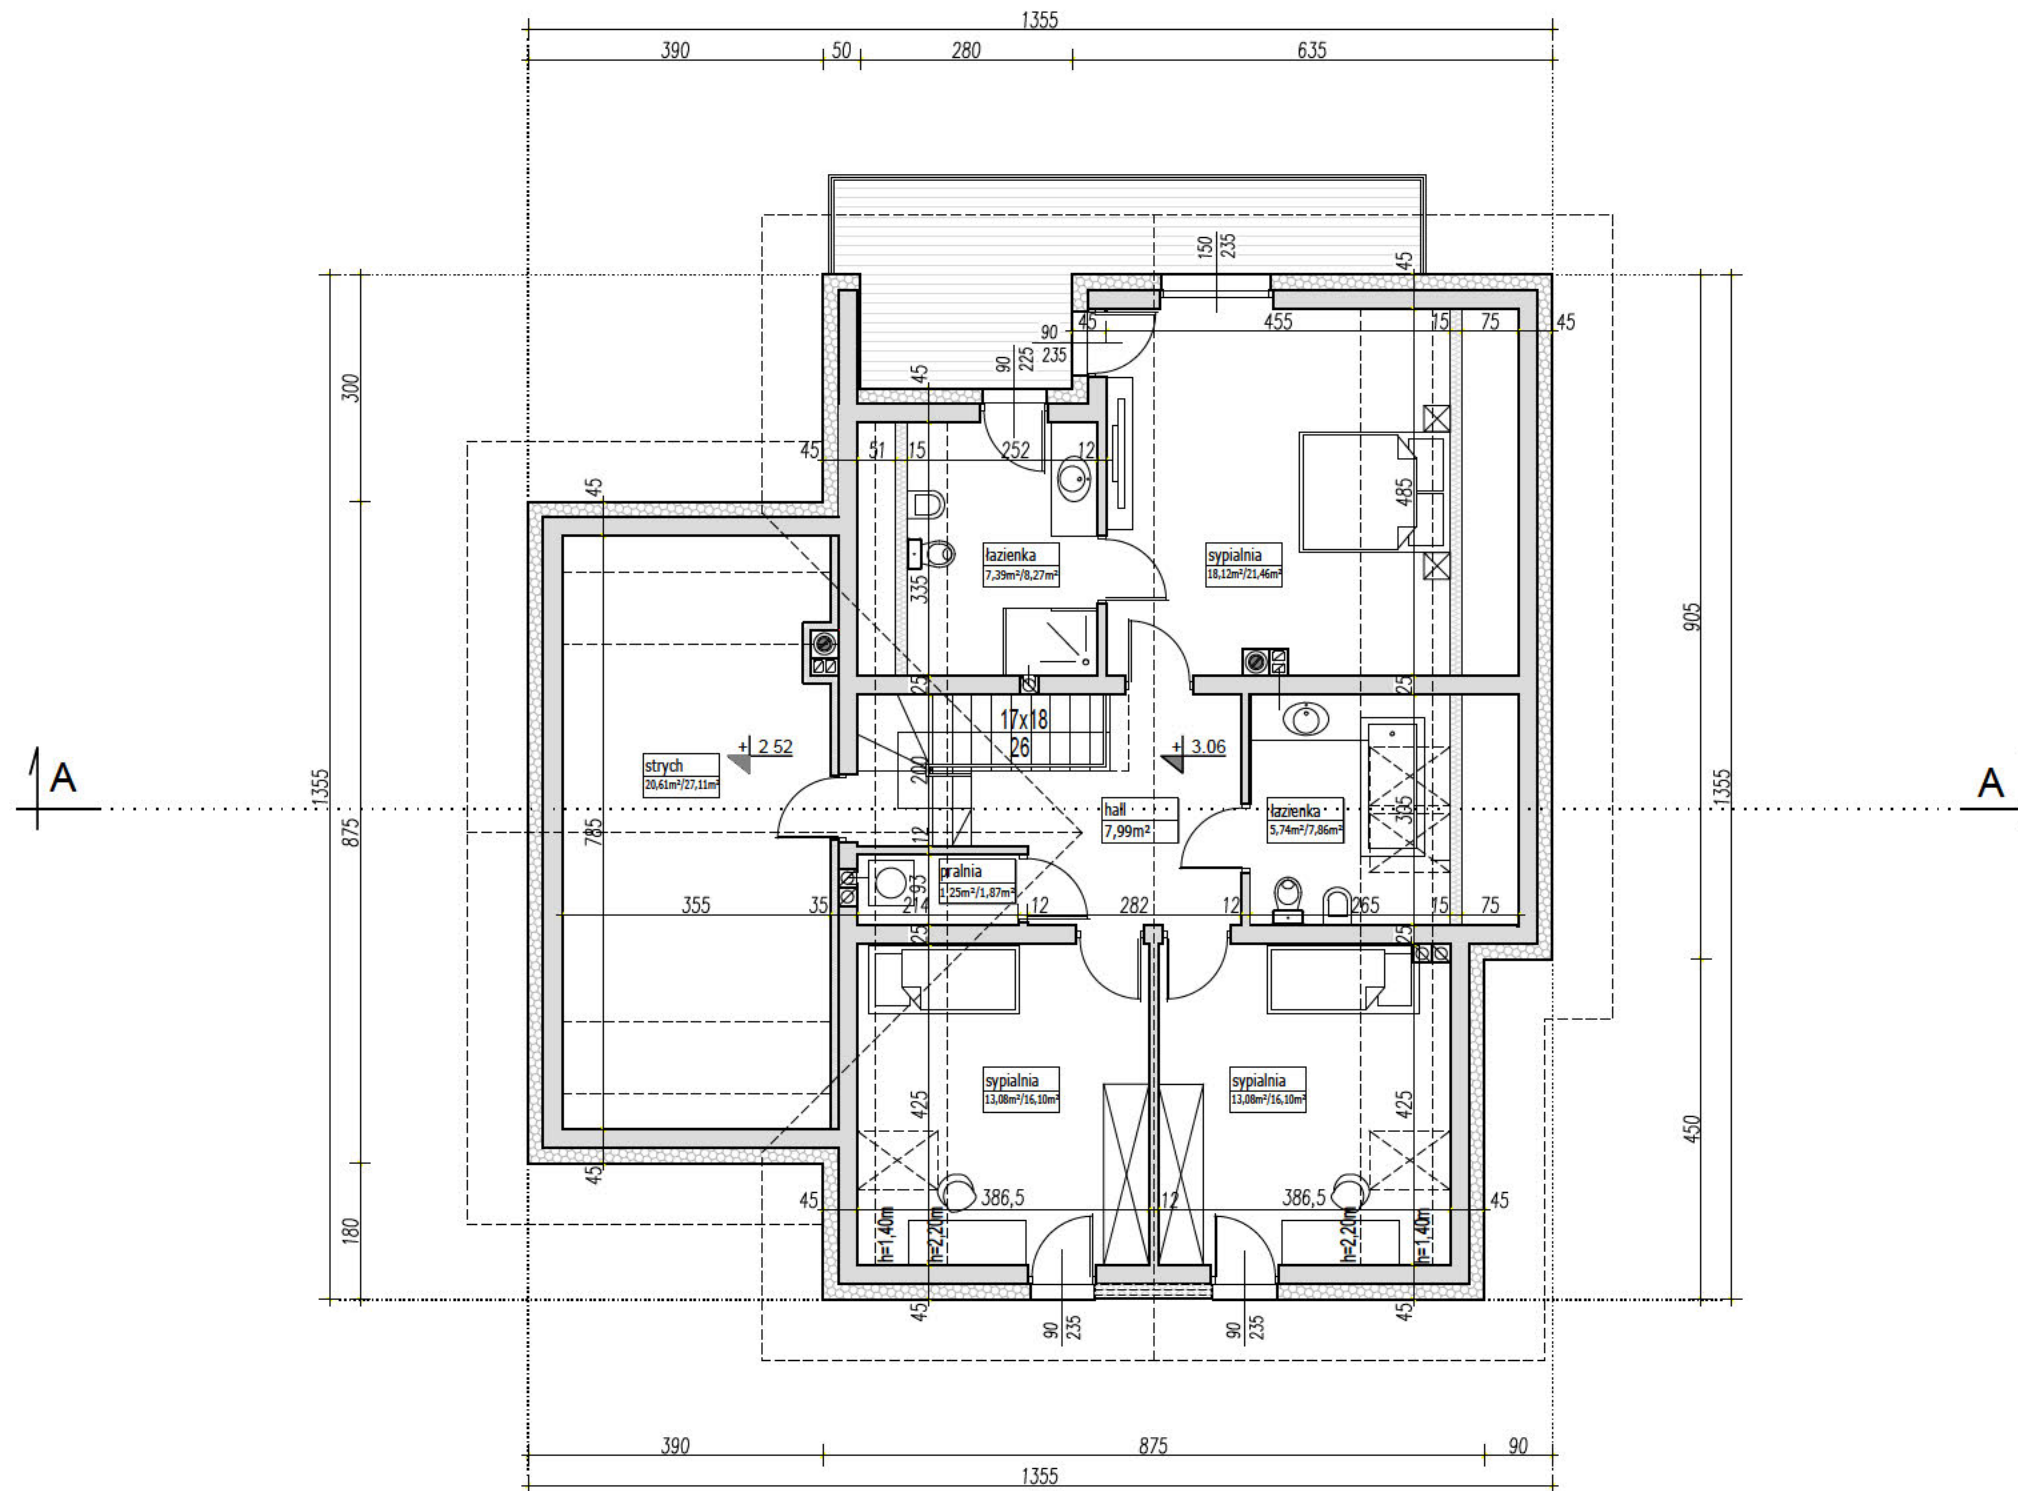 1355
390 50 280 635
150
235
45
45 455 15 75 45
90
235
90
225
45
300
45 51 15 252 12
45
485
łazienka
7,39m²/8,27m²
sypialnia
18,12m²/21,46m²
335
905
25
25
17x18
26
+ 2.52
+ 3.06
strych
20,61m²/27,11m²
200
A
A
1355
875
785
1355
hall
7,99m²
łazienka
5,74m²/7,86m²
335
12
pralnia
1,25m²/1,87m²
93
355 35 214 12 282 12 265 15 75
25
25
sypialnia
13,08m²/16,10m²
sypialnia
13,08m²/16,10m²
425
425
450
45
180
45 386,5 12 386,5 45
h=1,40m
h=2,20m
h=2,20m
h=1,40m
45
45
90
235
90
235
390 875 90
1355